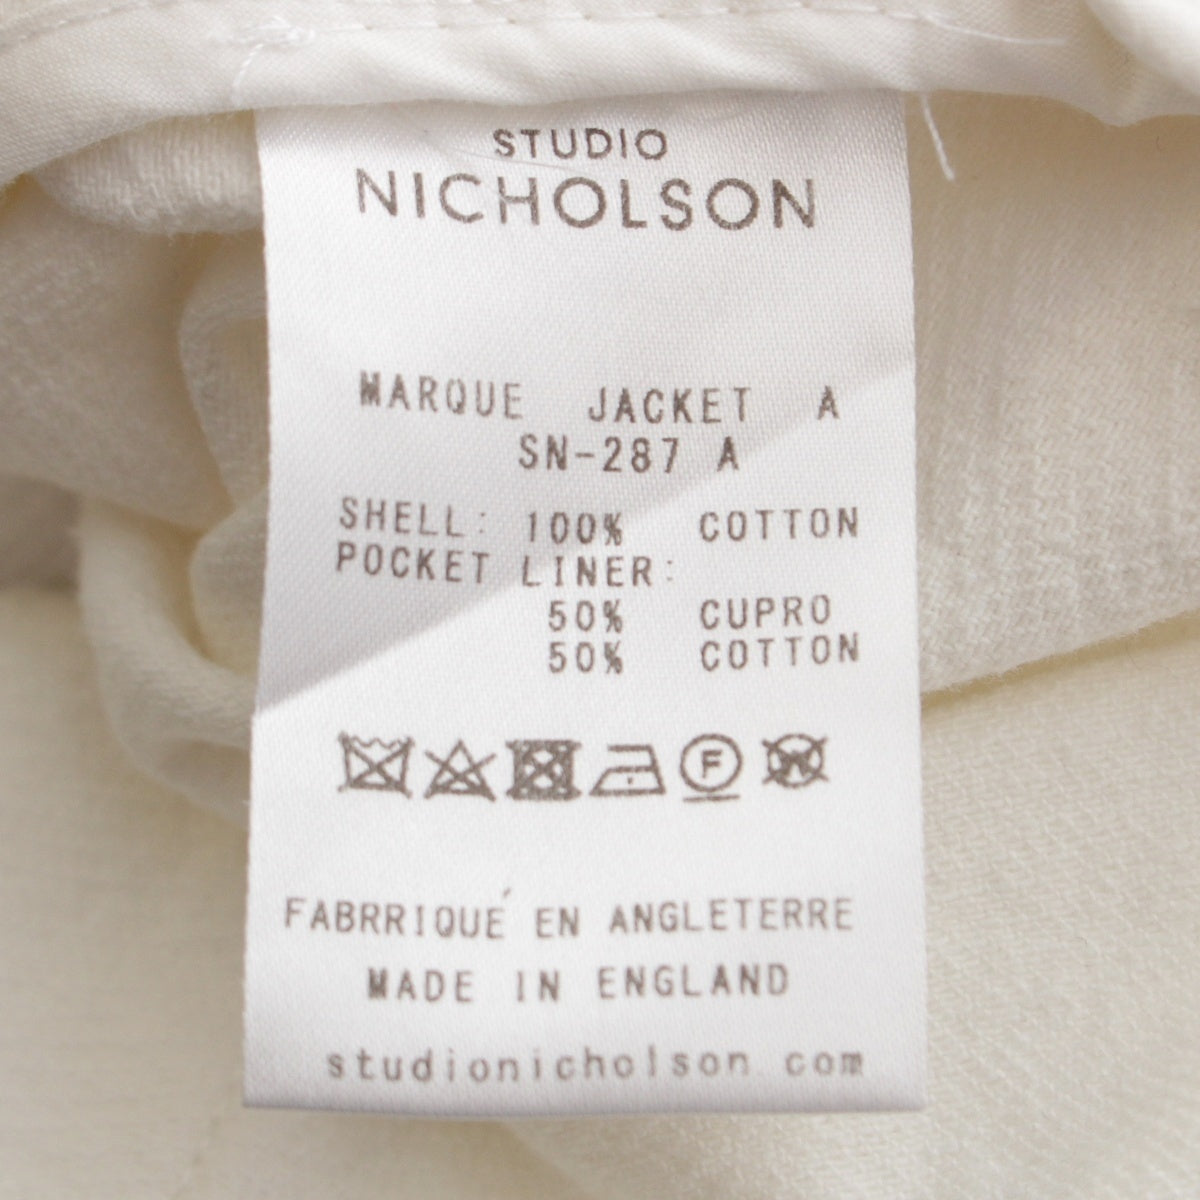 STUDIO
NICHOLSON
MARQUE JACKET A
SN-287 A
SHELL: 100% COTTON
POCKET LINER:
50% CUPRO
50% COTTON
F W
FABRRIQUÉ EN ANGLETERRE
MADE IN ENGLAND
studionicholson.com